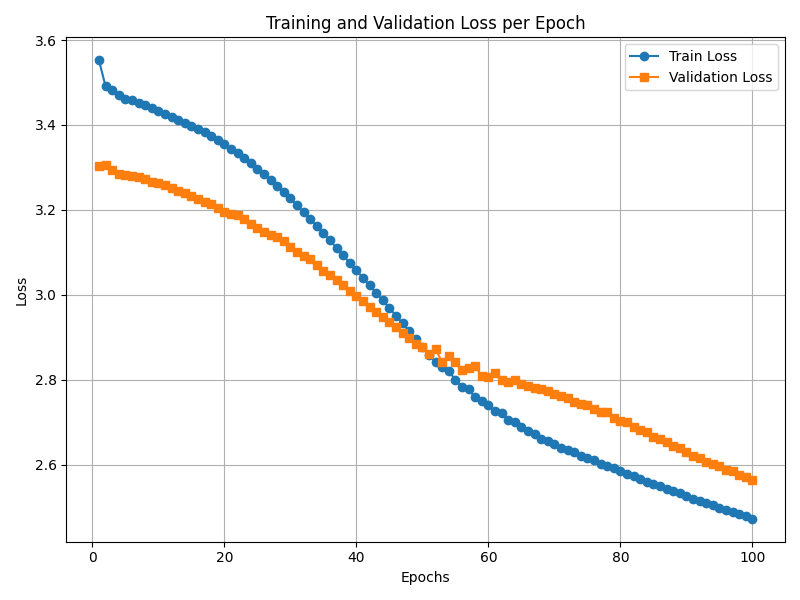 Training and Validation Loss per Epoch
Train Loss
Validation Loss
3.6
3.4
3.2
3.0
2.8
2.6
Loss
0 20 40 60 80 100
Epochs